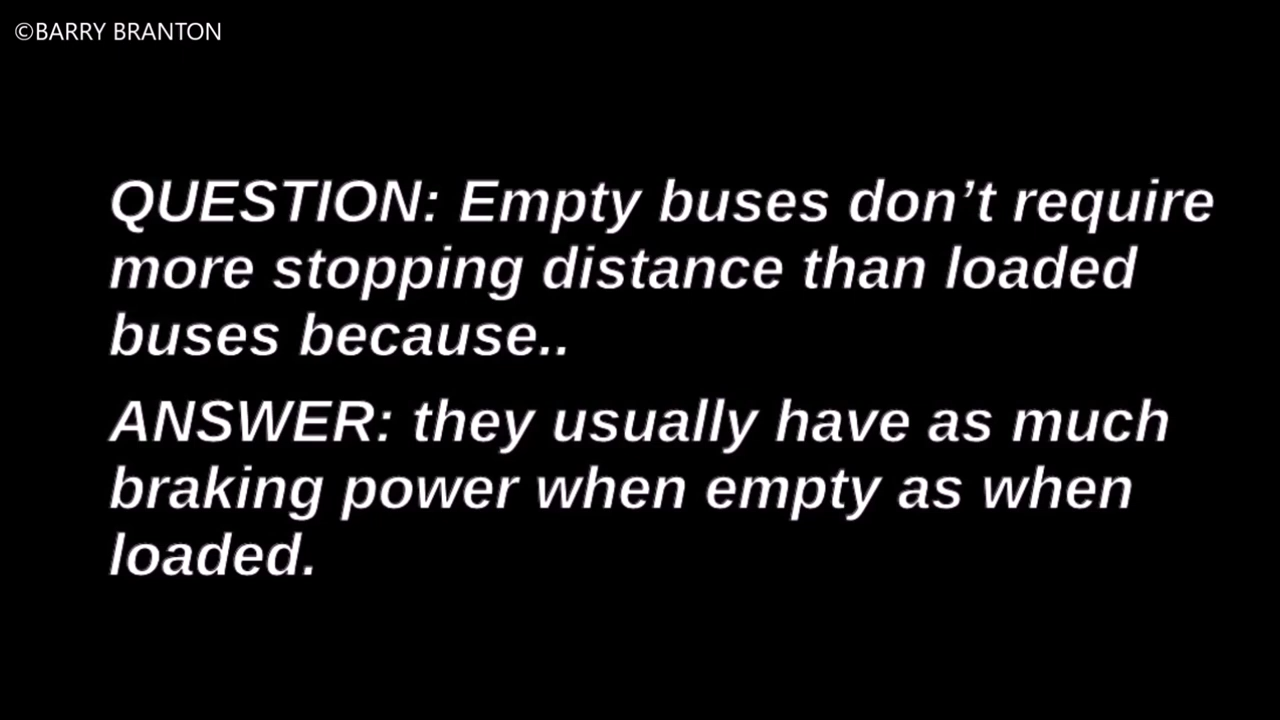 ©BARRY BRANTON
QUESTION: Empty buses don’t require
more stopping distance than loaded
buses because..
ANSWER: they usually have as much
braking power when empty as when
loaded.